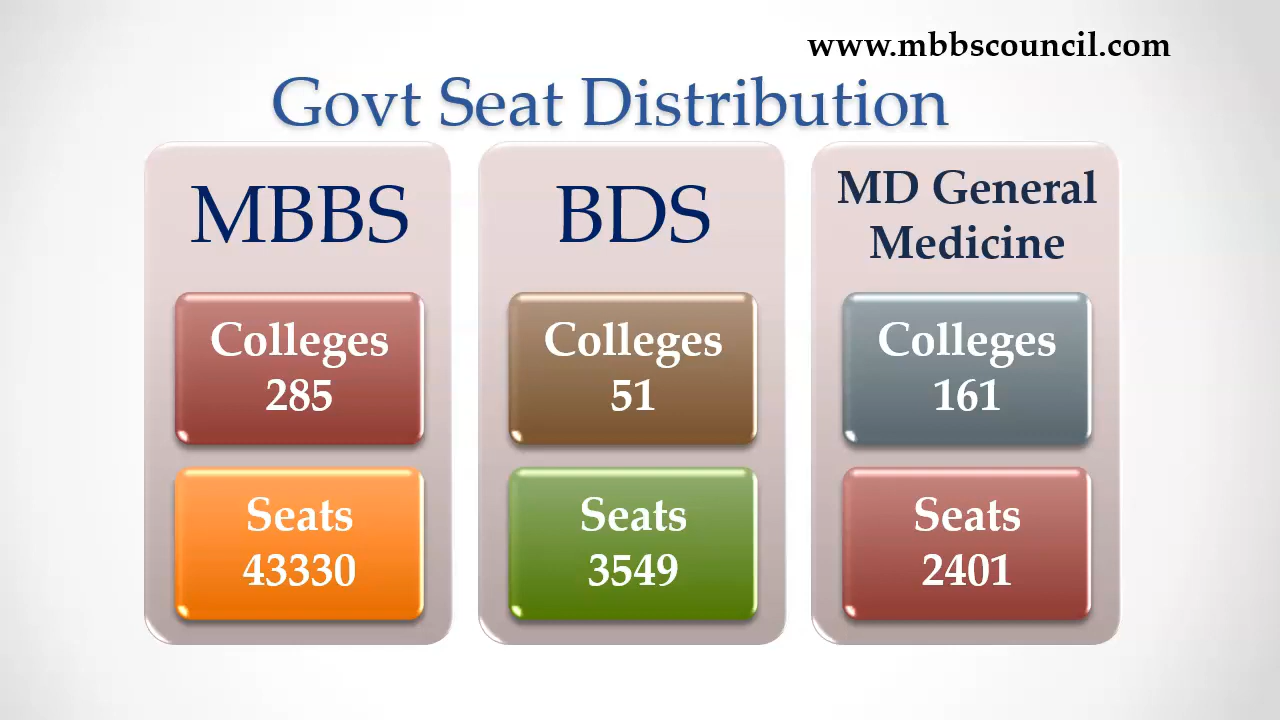 www.mbbscouncil.com
Govt Seat Distribution
MBBS
Colleges
285
Seats
43330
BDS
Colleges
51
Seats
3549
MD General
Medicine
Colleges
161
Seats
2401